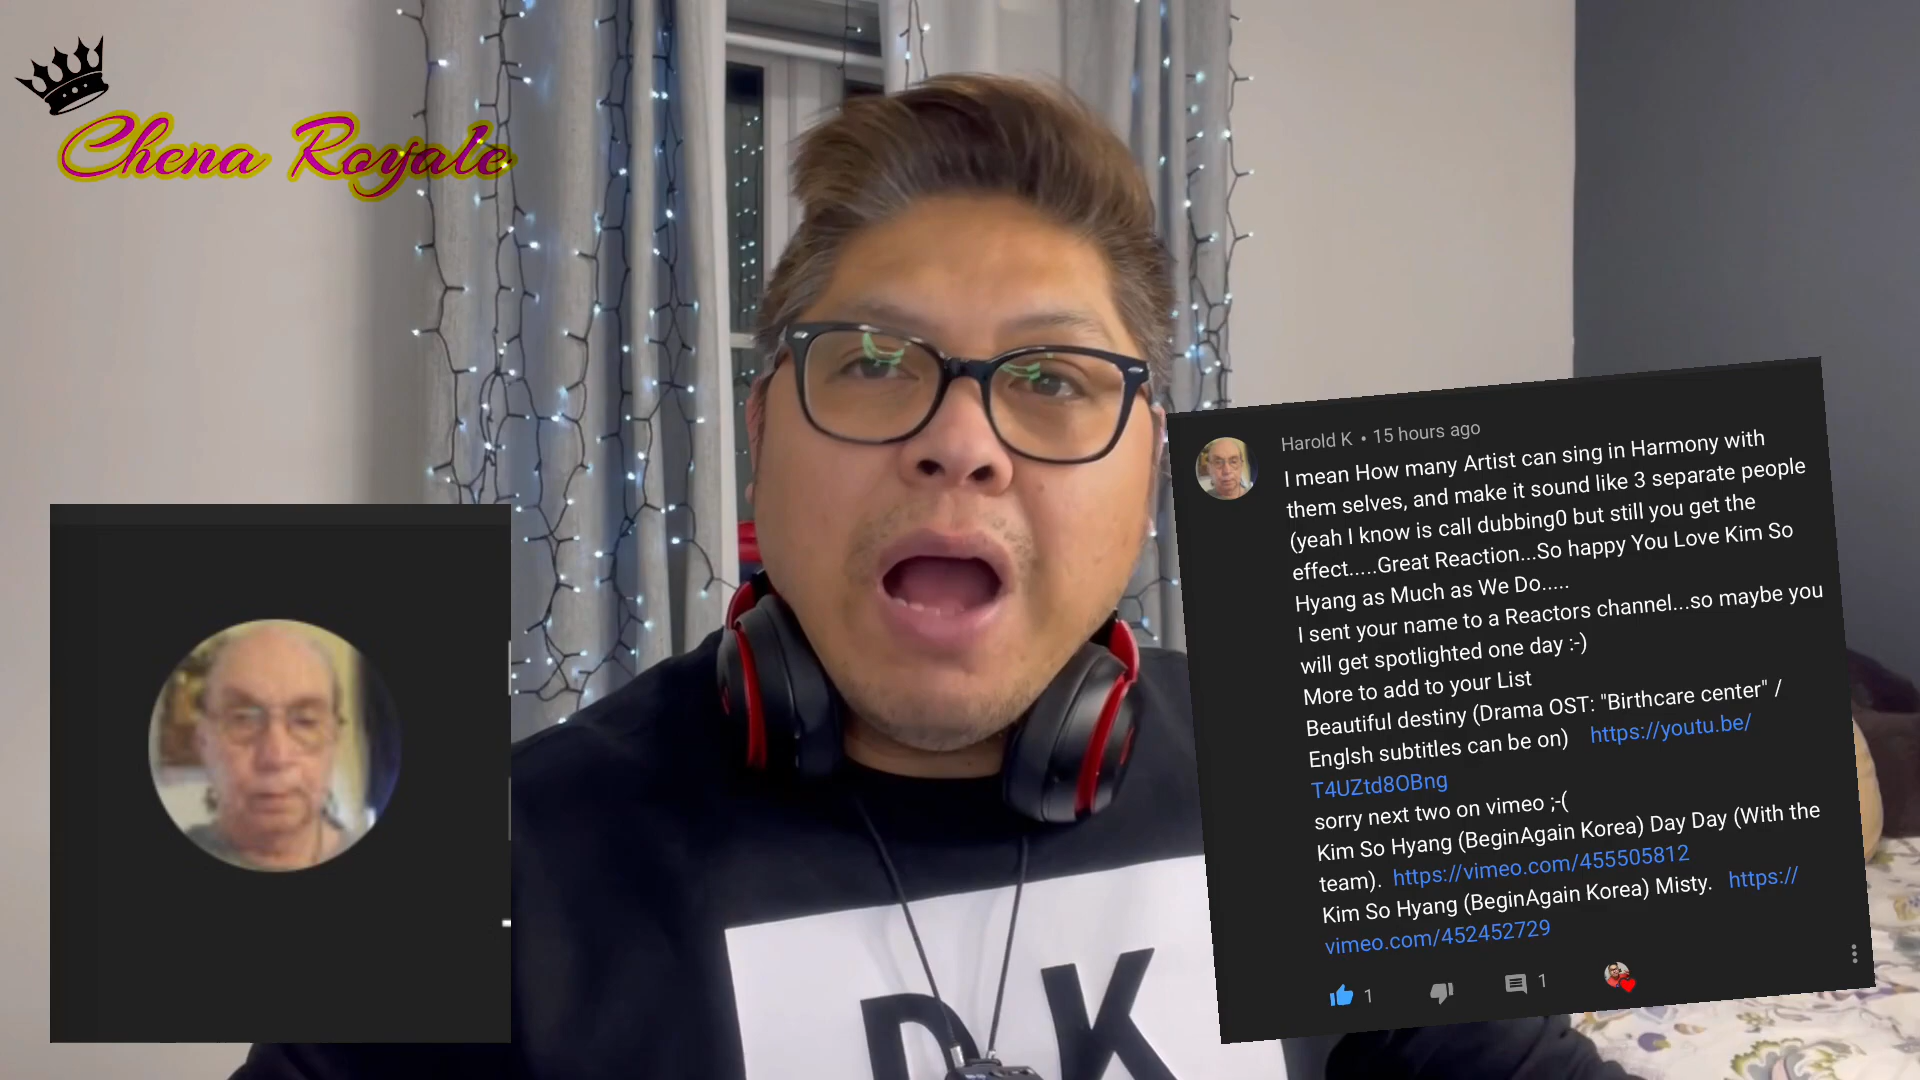 Chena Royale
Harold K • 15 hours ago
I mean How many Artist can sing in Harmony with
them selves, and make it sound like 3 separate people
(yeah I know is call dubbing0 but still you get the
effect.....Great Reaction...So happy You Love Kim So
Hyang as Much as We Do.....
I sent your name to a Reactors channel...so maybe you
will get spotlighted one day :-)
More to add to your List
Beautiful destiny (Drama OST: "Birthcare center" /
Englsh subtitles can be on) https://youtu.be/
T4UZtd8OBng
sorry next two on vimeo ;-(
Kim So Hyang (BeginAgain Korea) Day Day (With the
team). https://vimeo.com/455505812
Kim So Hyang (BeginAgain Korea) Misty. https://
vimeo.com/452452729
1 1
DK